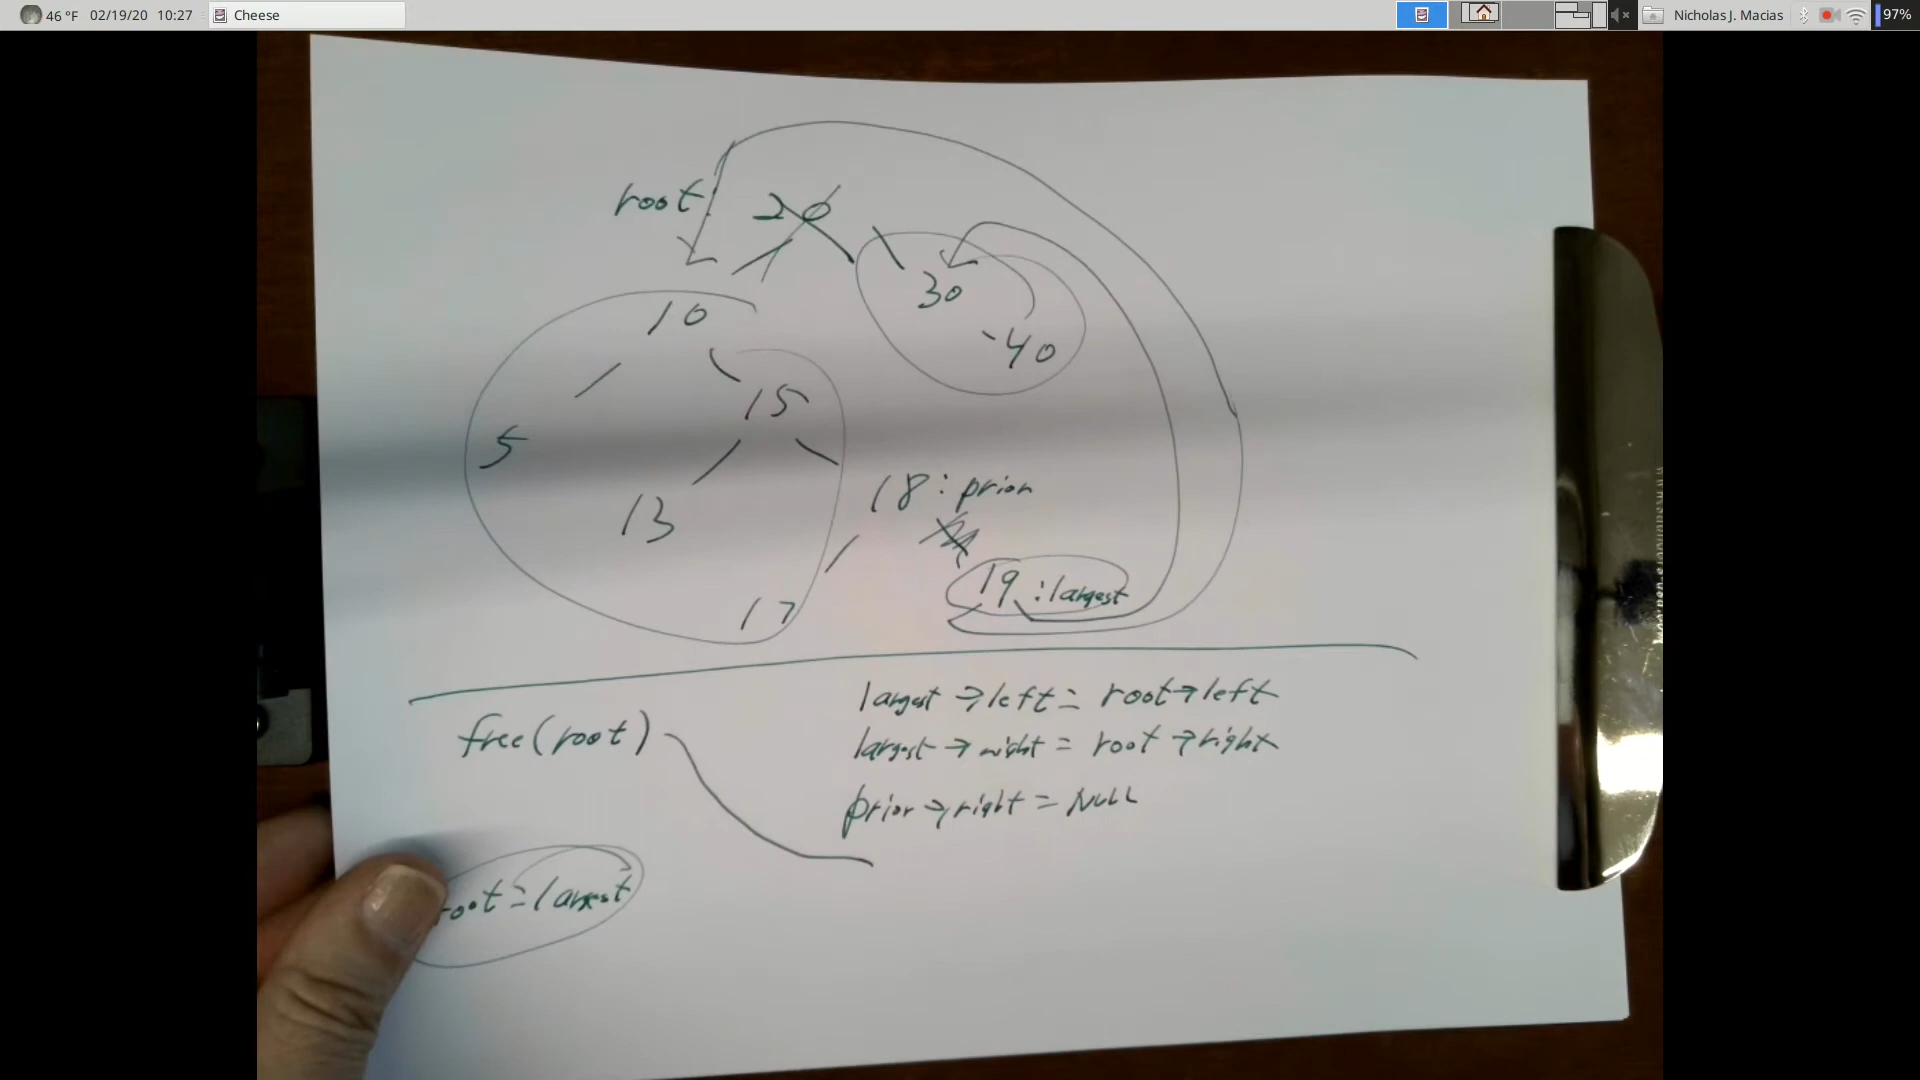 46 °F 02/19/20 10:27 Cheese Nicholas J. Macias 97%
root: 20
30
40
10
15
5
18: prior
13
19: largest
17
largest → left = root → left
free(root)
largest → right = root → right
prior → right = NULL
root = largest